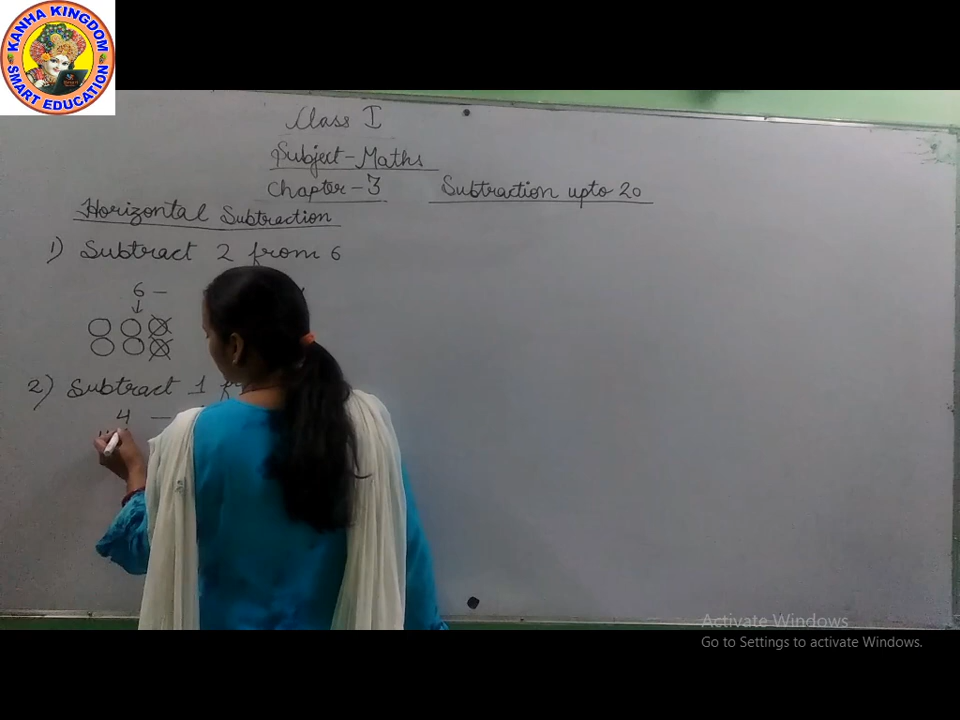 KANHA KINGDOM
SMART EDUCATION
Class I
Subject-Maths
Chapter-3 Subtraction upto 20
Horizontal Subtraction
1) Subtract 2 from 6
6 -
2) Subtract 1
4 -
Activate Windows
Go to Settings to activate Windows.